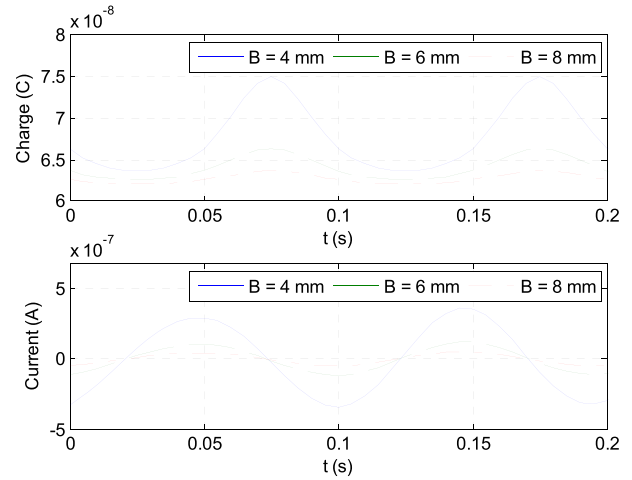 x 10-8
8
7.5
7
6.5
6
Charge (C)
B = 4 mm B = 6 mm B = 8 mm
0 0.05 0.1 0.15 0.2
t (s)
x 10-7
5
0
-5
Current (A)
B = 4 mm B = 6 mm B = 8 mm
0 0.05 0.1 0.15 0.2
t (s)